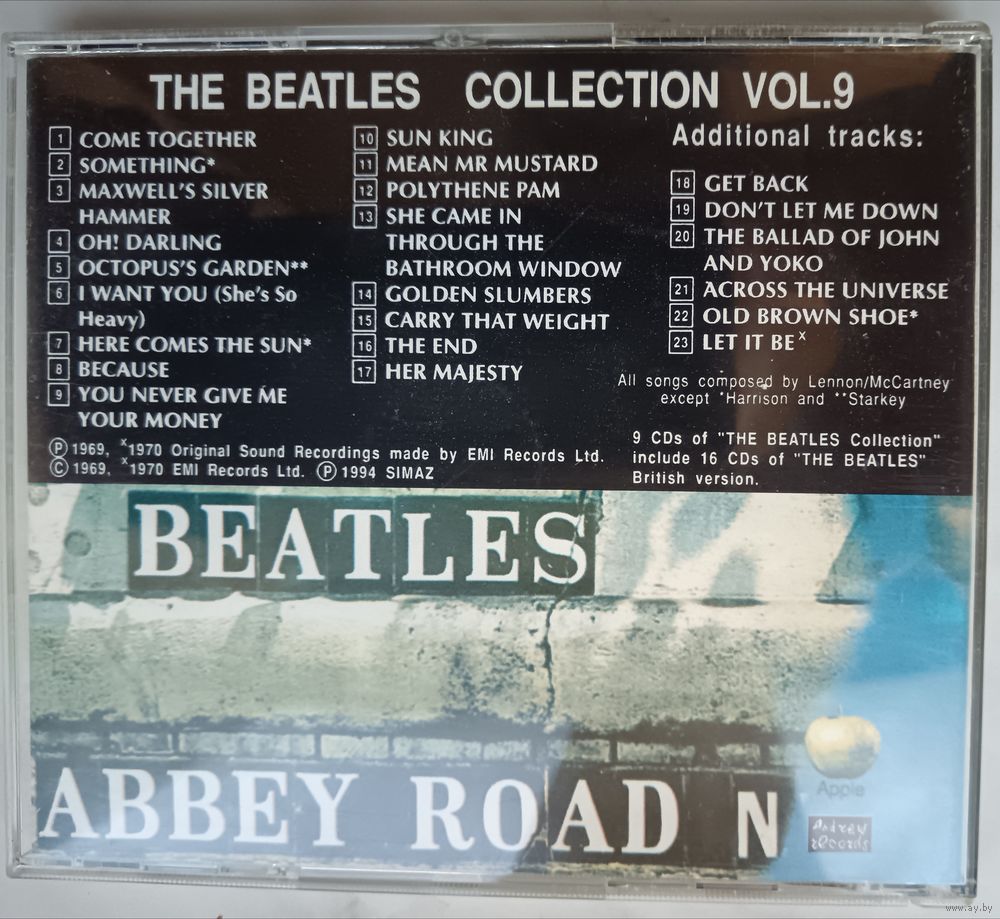 THE BEATLES COLLECTION VOL.9
1 COME TOGETHER
2 SOMETHING*
3 MAXWELL'S SILVER
HAMMER
4 OH! DARLING
5 OCTOPUS'S GARDEN**
6 I WANT YOU (She's So
Heavy)
7 HERE COMES THE SUN*
8 BECAUSE
9 YOU NEVER GIVE ME
YOUR MONEY
10 SUN KING
11 MEAN MR MUSTARD
12 POLYTHENE PAM
13 SHE CAME IN
THROUGH THE
BATHROOM WINDOW
14 GOLDEN SLUMBERS
15 CARRY THAT WEIGHT
16 THE END
17 HER MAJESTY
Additional tracks:
18 GET BACK
19 DON'T LET ME DOWN
20 THE BALLAD OF JOHN
AND YOKO
21 ACROSS THE UNIVERSE
22 OLD BROWN SHOE*
23 LET IT BE x
All songs composed by Lennon/McCartney
except *Harrison and **Starkey
Ⓟ 1969, x1970 Original Sound Recordings made by EMI Records Ltd.
© 1969, x1970 EMI Records Ltd. Ⓟ 1994 SIMAZ
9 CDs of "THE BEATLES Collection"
include 16 CDs of "THE BEATLES"
British version.
BEATLES
ABBEY ROAD N
Apple
Andrew
records
www.ay.by